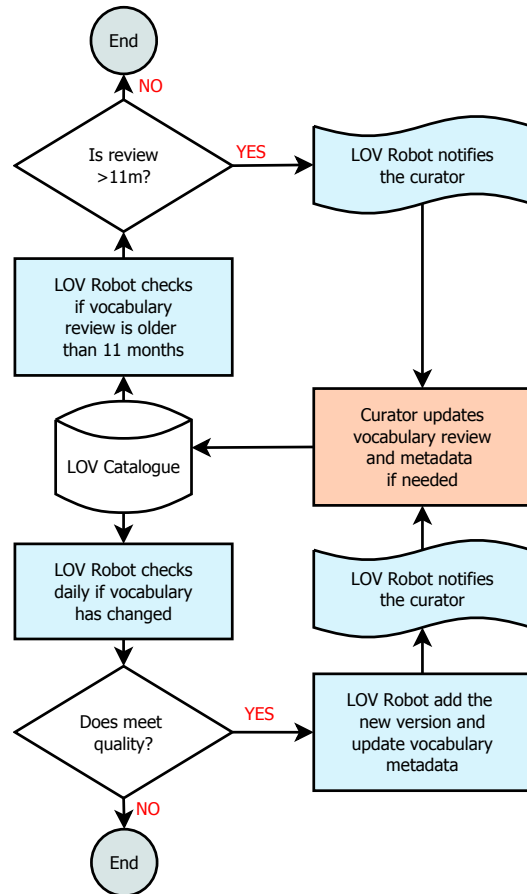 End
NO
Is review
>11m?
YES
LOV Robot notifies
the curator
LOV Robot checks
if vocabulary
review is older
than 11 months
LOV Catalogue
Curator updates
vocabulary review
and metadata
if needed
LOV Robot checks
daily if vocabulary
has changed
LOV Robot notifies
the curator
Does meet
quality?
YES
LOV Robot add the
new version and
update vocabulary
metadata
NO
End